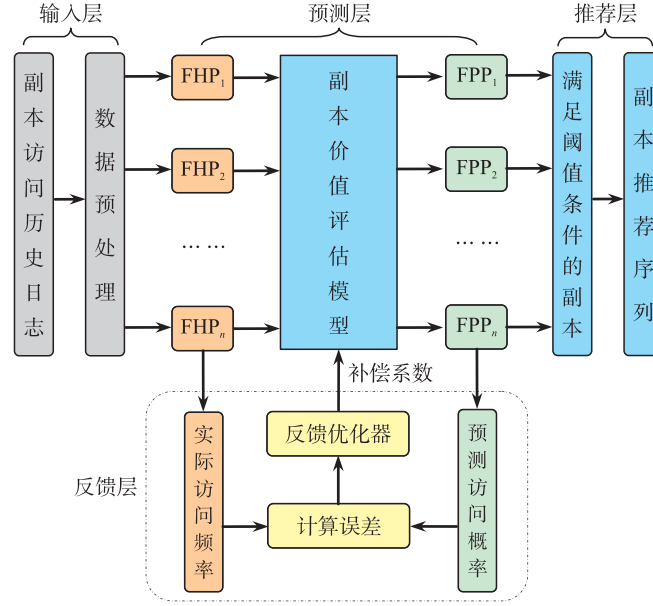 输入层
预测层
推荐层
副本访问历史日志
数据预处理
FHP₁
FHP₂
… …
FHPₙ
副本价值评估模型
FPP₁
FPP₂
… …
FPPₙ
满足阈值条件的副本
副本推荐序列
补偿系数
反馈层
实际访问频率
反馈优化器
计算误差
预测访问概率